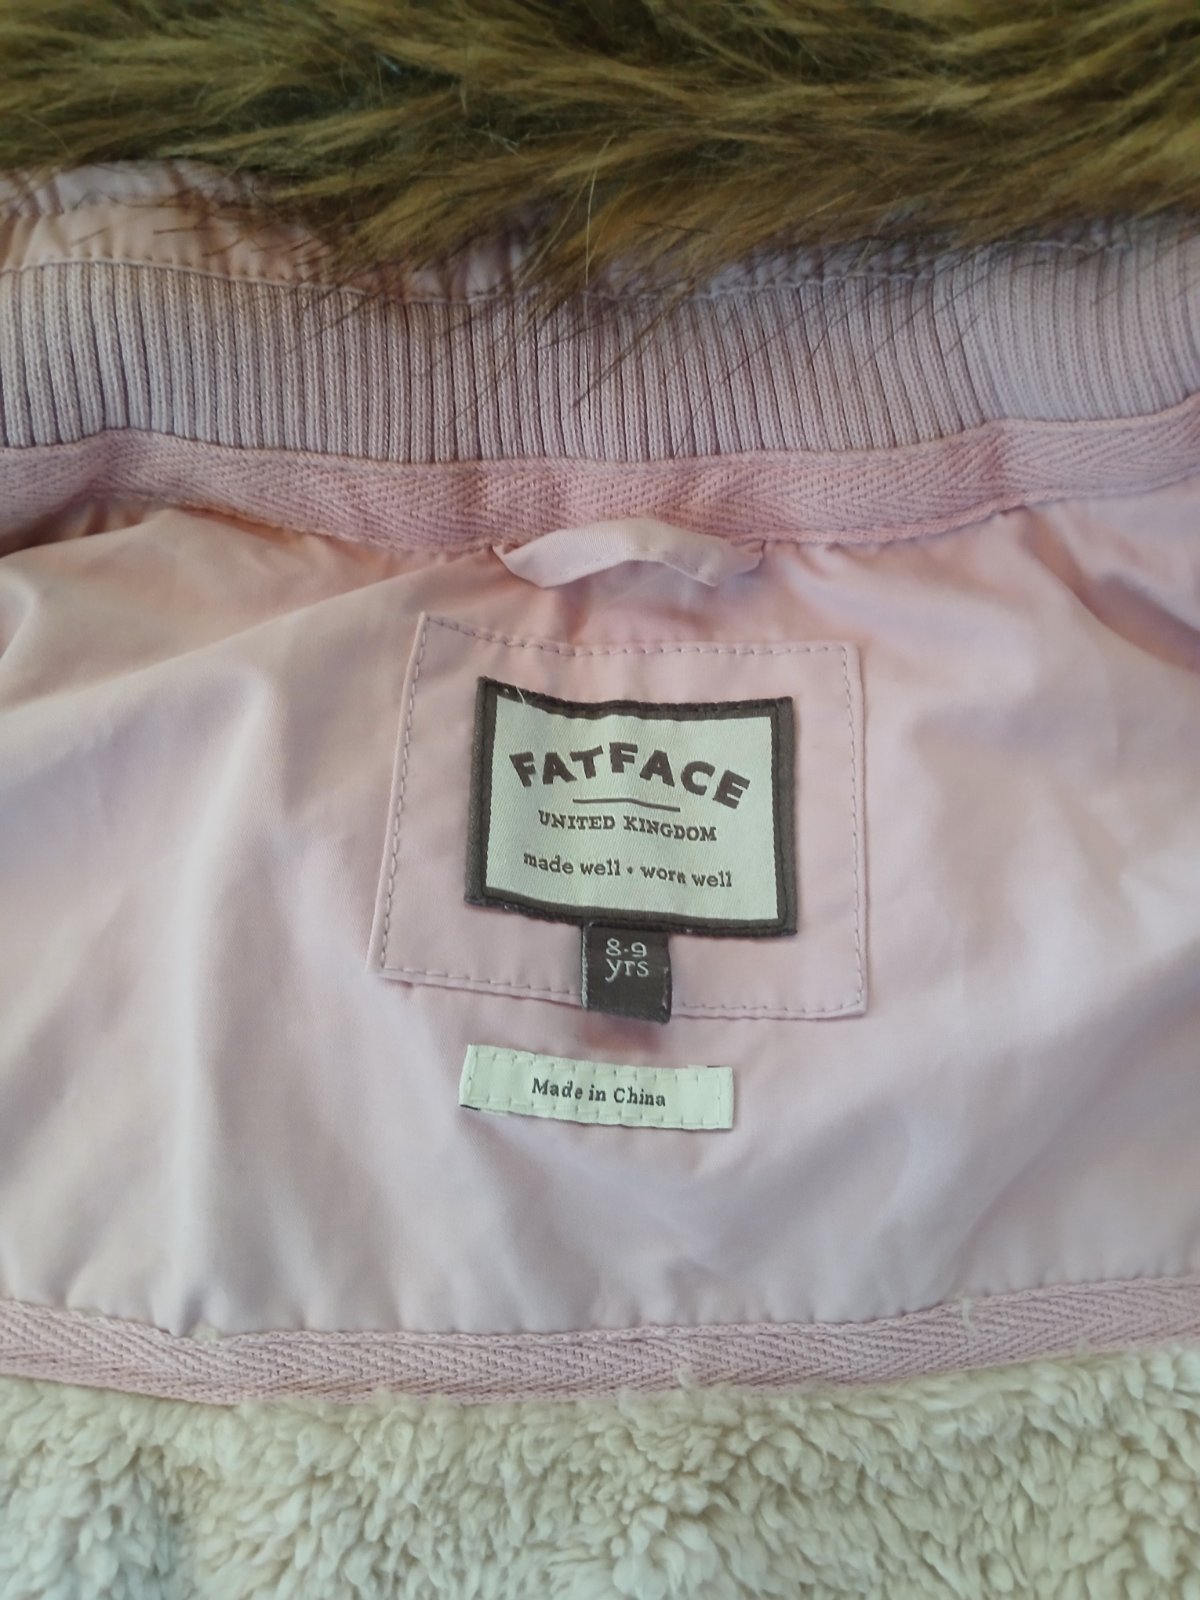 FATFACE
UNITED KINGDOM
made well • worn well
8-9
yrs
Made in China